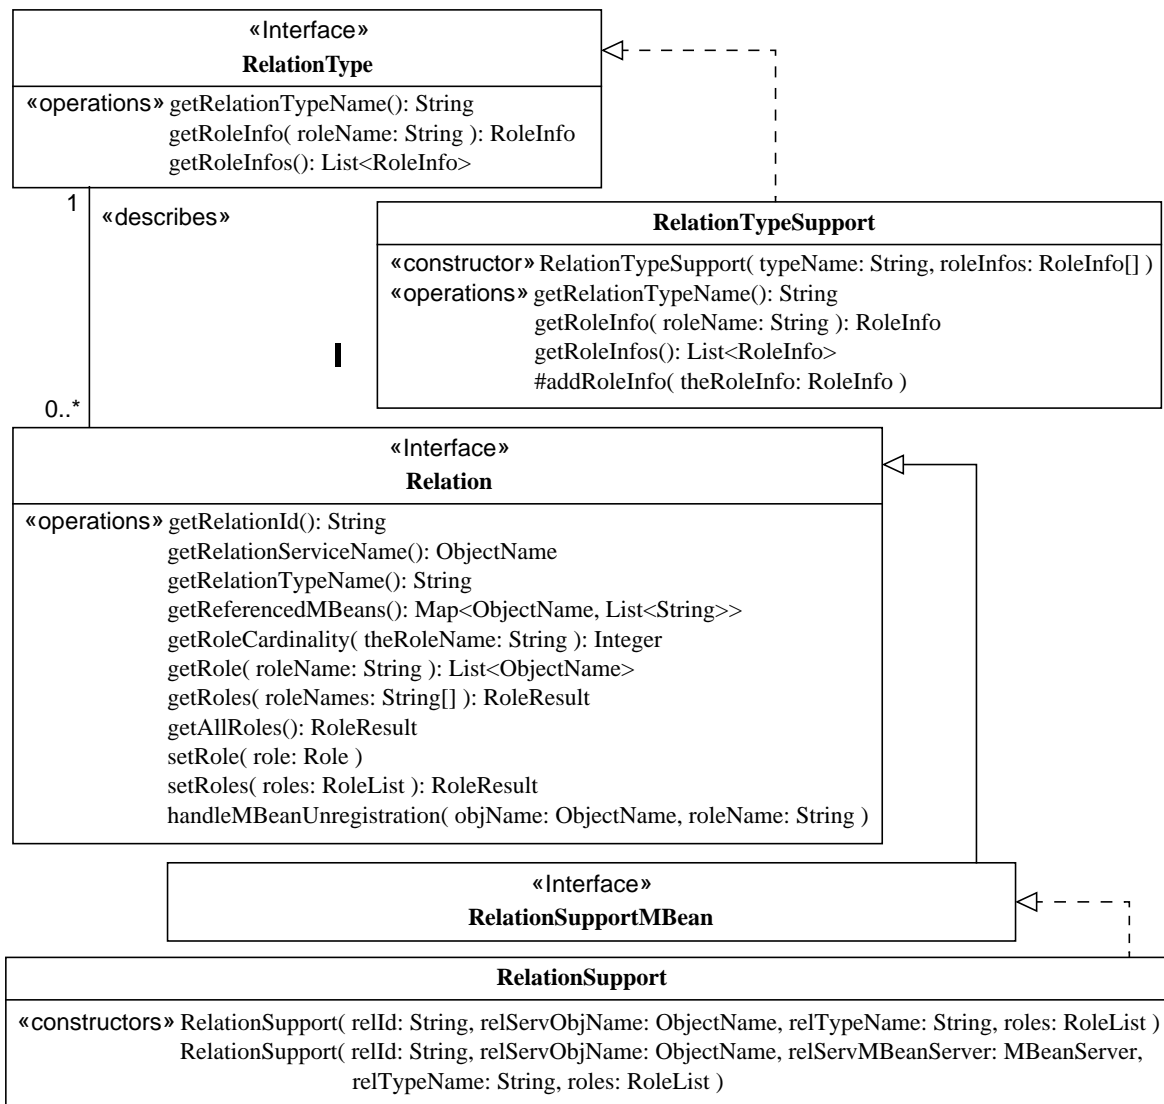 «Interface»
RelationType
«operations» getRelationTypeName(): String
getRoleInfo( roleName: String ): RoleInfo
getRoleInfos(): List<RoleInfo>
1
«describes»
RelationTypeSupport
«constructor» RelationTypeSupport( typeName: String, roleInfos: RoleInfo[] )
«operations» getRelationTypeName(): String
getRoleInfo( roleName: String ): RoleInfo
getRoleInfos(): List<RoleInfo>
#addRoleInfo( theRoleInfo: RoleInfo )
0..*
«Interface»
Relation
«operations» getRelationId(): String
getRelationServiceName(): ObjectName
getRelationTypeName(): String
getReferencedMBeans(): Map<ObjectName, List<String>>
getRoleCardinality( theRoleName: String ): Integer
getRole( roleName: String ): List<ObjectName>
getRoles( roleNames: String[] ): RoleResult
getAllRoles(): RoleResult
setRole( role: Role )
setRoles( roles: RoleList ): RoleResult
handleMBeanUnregistration( objName: ObjectName, roleName: String )
«Interface»
RelationSupportMBean
RelationSupport
«constructors» RelationSupport( relId: String, relServObjName: ObjectName, relTypeName: String, roles: RoleList )
RelationSupport( relId: String, relServObjName: ObjectName, relServMBeanServer: MBeanServer,
relTypeName: String, roles: RoleList )